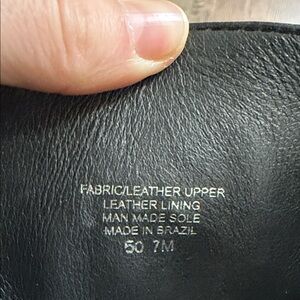 FABRIC/LEATHER UPPER
LEATHER LINING
MAN MADE SOLE
MADE IN BRAZIL
50 7M